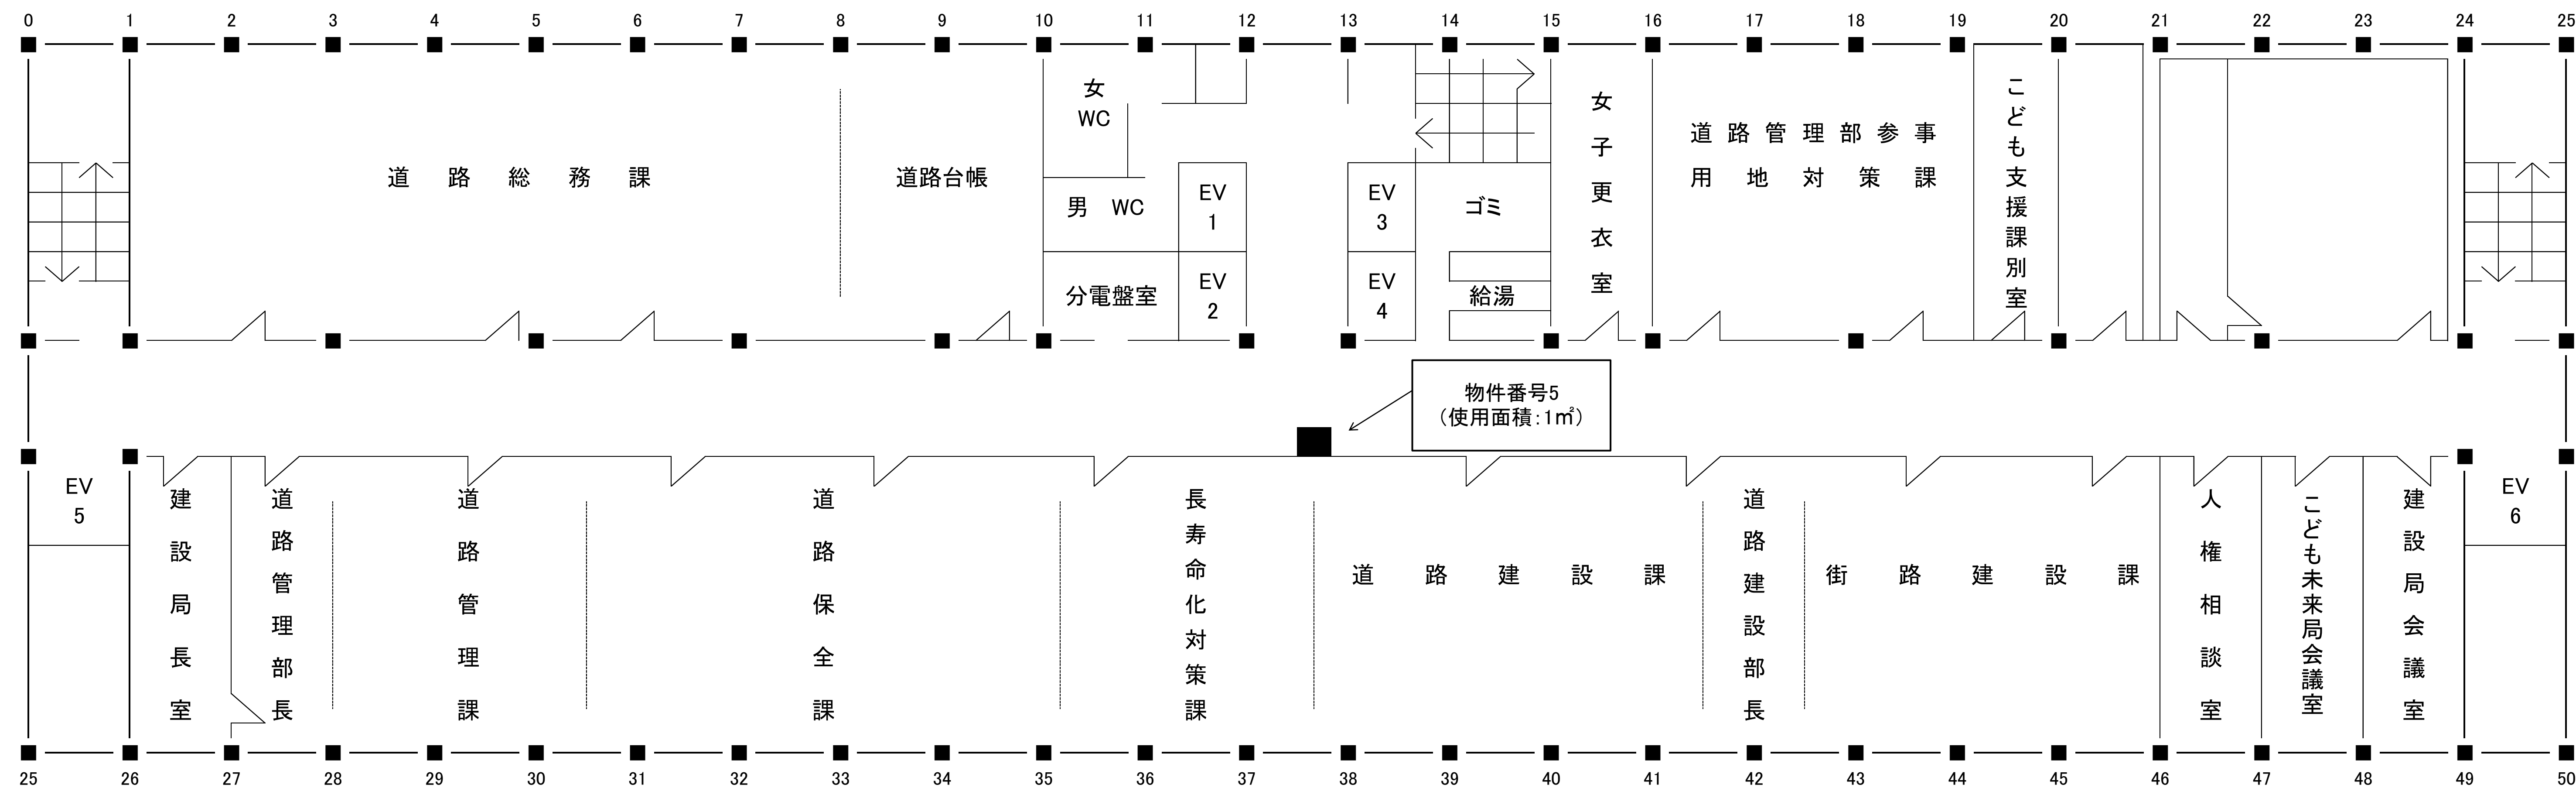 0 1 2 3 4 5 6 7 8 9 10 11 12 13 14 15 16 17 18 19 20 21 22 23 24 25
道路総務課
道路台帳
女
WC
男 WC
分電盤室
EV
1
EV
2
EV
3
EV
4
ゴミ
給湯
女子更衣室
道路管理部参事
用地対策課
こども支援課別室
物件番号5
（使用面積：1㎡）
EV
5
建設局長室
道路管理部長
道路管理課
道路保全課
長寿命化対策課
道路建設課
道路建設部長
街路建設課
人権相談室
こども未来局会議室
建設局会議室
EV
6
25 26 27 28 29 30 31 32 33 34 35 36 37 38 39 40 41 42 43 44 45 46 47 48 49 50